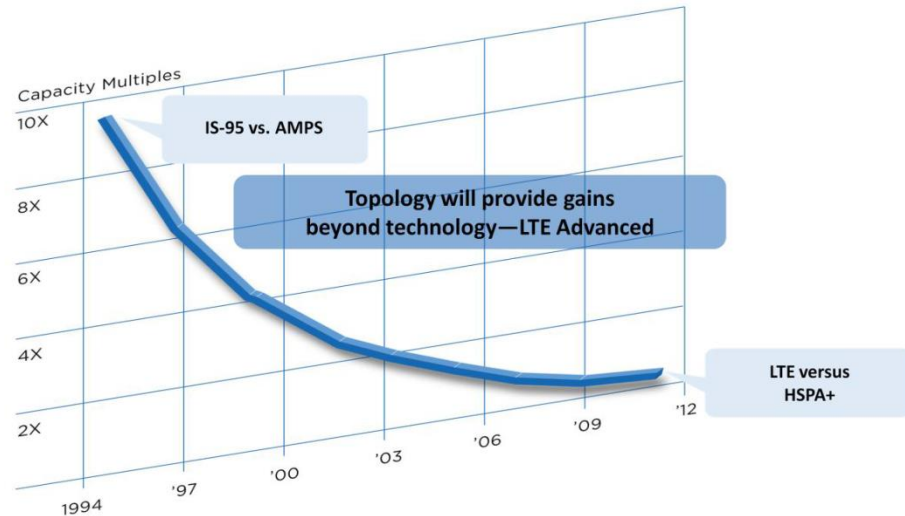 Capacity Multiples
10X
IS-95 vs. AMPS
8X
Topology will provide gains
beyond technology—LTE Advanced
6X
4X
LTE versus
HSPA+
2X
1994
'97
'00
'03
'06
'09
'12